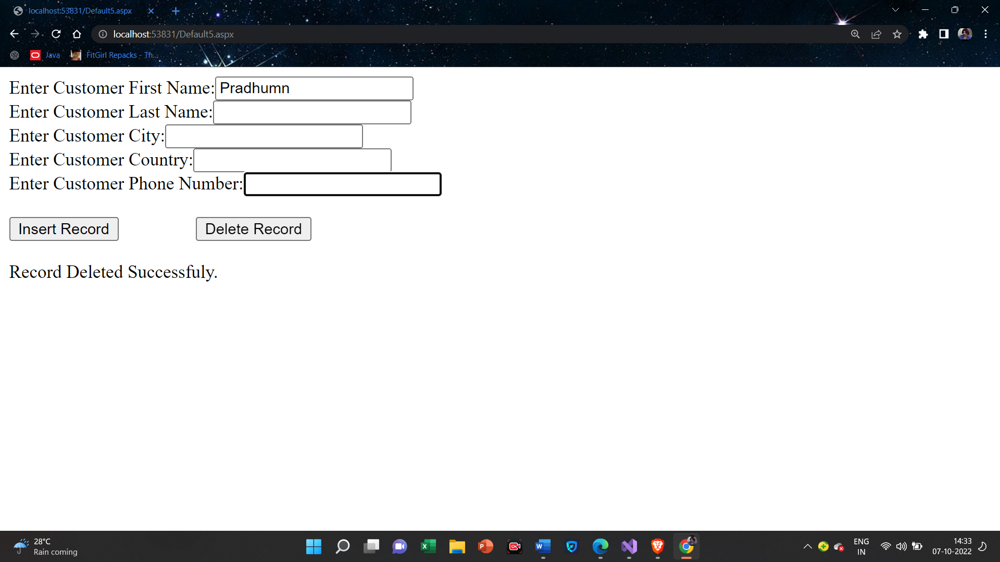 localhost:53831/Default5.aspx
localhost:53831/Default5.aspx
Java
FitGirl Repacks - Th...
Enter Customer First Name: Pradhumn
Enter Customer Last Name:
Enter Customer City:
Enter Customer Country:
Enter Customer Phone Number:
Insert Record Delete Record
Record Deleted Successfuly.
28°C
Rain coming
ENG
IN
14:33
07-10-2022